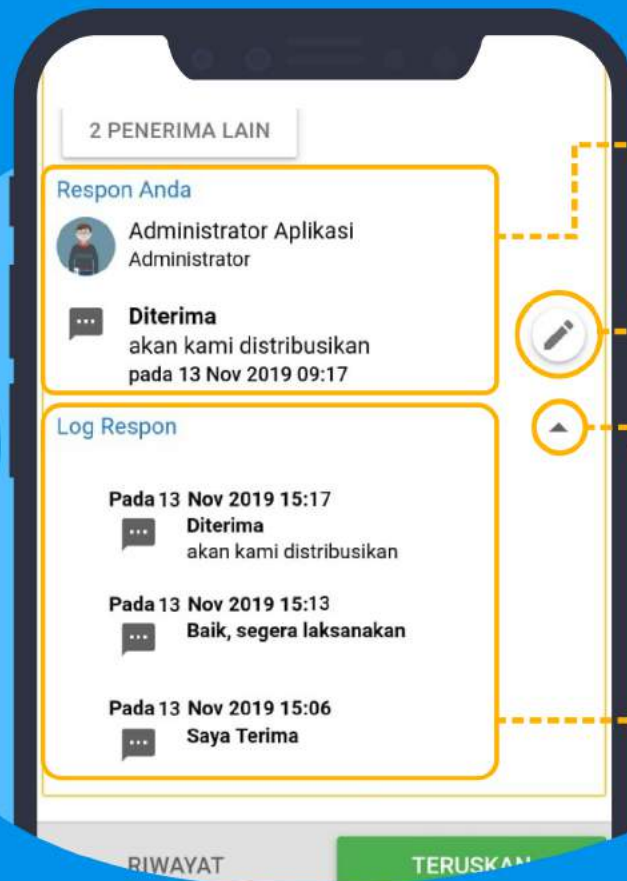 2 PENERIMA LAIN
Respon Anda
Administrator Aplikasi
Administrator
Diterima
akan kami distribusikan
pada 13 Nov 2019 09:17
Log Respon
Pada 13 Nov 2019 15:17
Diterima
akan kami distribusikan
Pada 13 Nov 2019 15:13
Baik, segera laksanakan
Pada 13 Nov 2019 15:06
Saya Terima
RIWAYAT
TERUSKAN